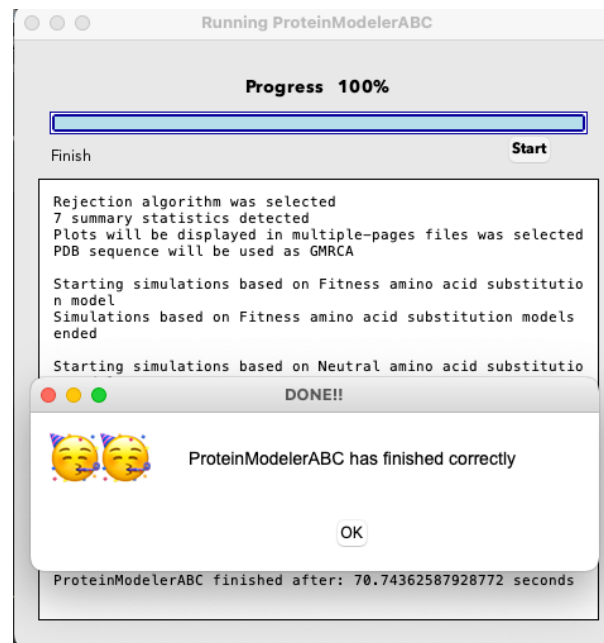 Running ProteinModelerABC
Progress 100%
Finish
Start
Rejection algorithm was selected
7 summary statistics detected
Plots will be displayed in multiple-pages files was selected
PDB sequence will be used as GMRCA
Starting simulations based on Fitness amino acid substitutio
n model
Simulations based on Fitness amino acid substitution models
ended
Starting simulations based on Neutral amino acid substitutio
DONE!!
ProteinModelerABC has finished correctly
OK
ProteinModelerABC finished after: 70.74362587928772 seconds